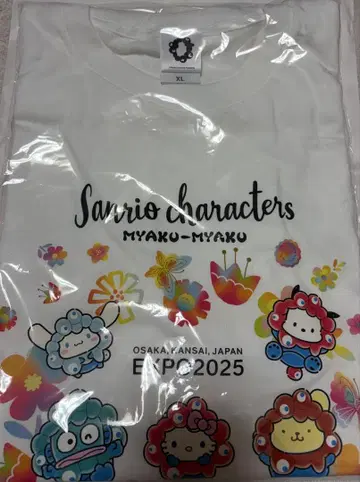 XL
Sanrio characters
MYAKU-MYAKU
OSAKA, KANSAI, JAPAN
EXPO2025